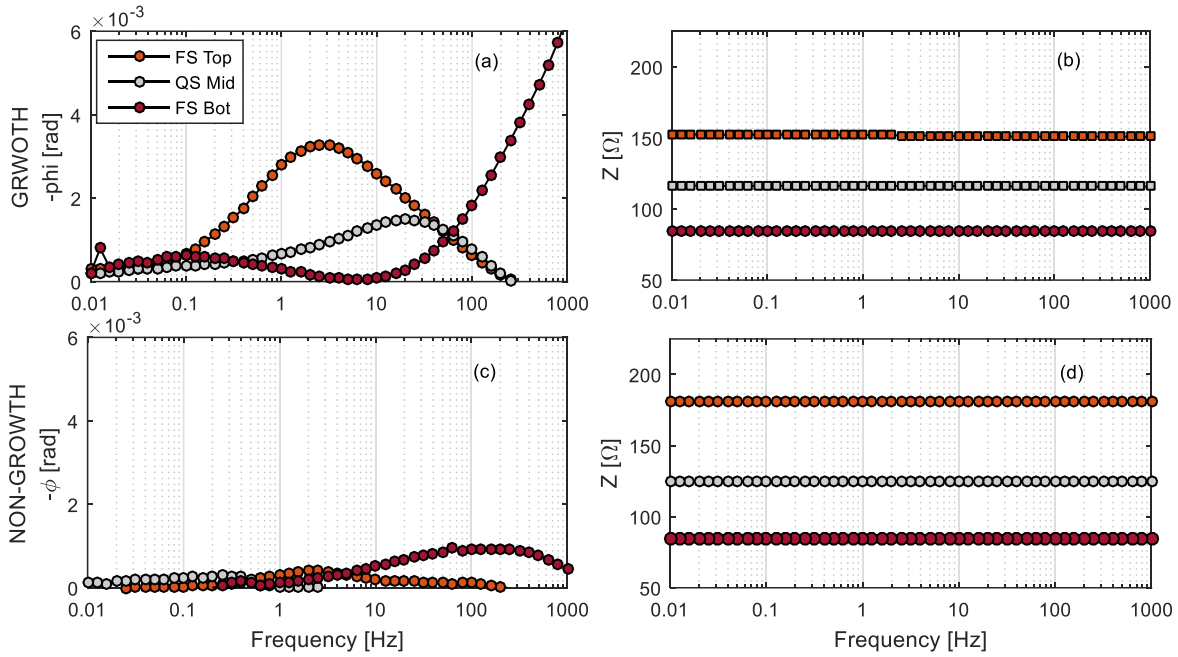 ×10⁻³
6
4
2
0
GRWOTH
-phi [rad]
FS Top
QS Mid
FS Bot
(a)
0.01 0.1 1 10 100 1000
200
150
100
50
Z [Ω]
(b)
0.01 0.1 1 10 100 1000
×10⁻³
6
4
2
0
NON-GROWTH
-ϕ [rad]
(c)
0.01 0.1 1 10 100 1000
Frequency [Hz]
200
150
100
50
Z [Ω]
(d)
0.01 0.1 1 10 100 1000
Frequency [Hz]